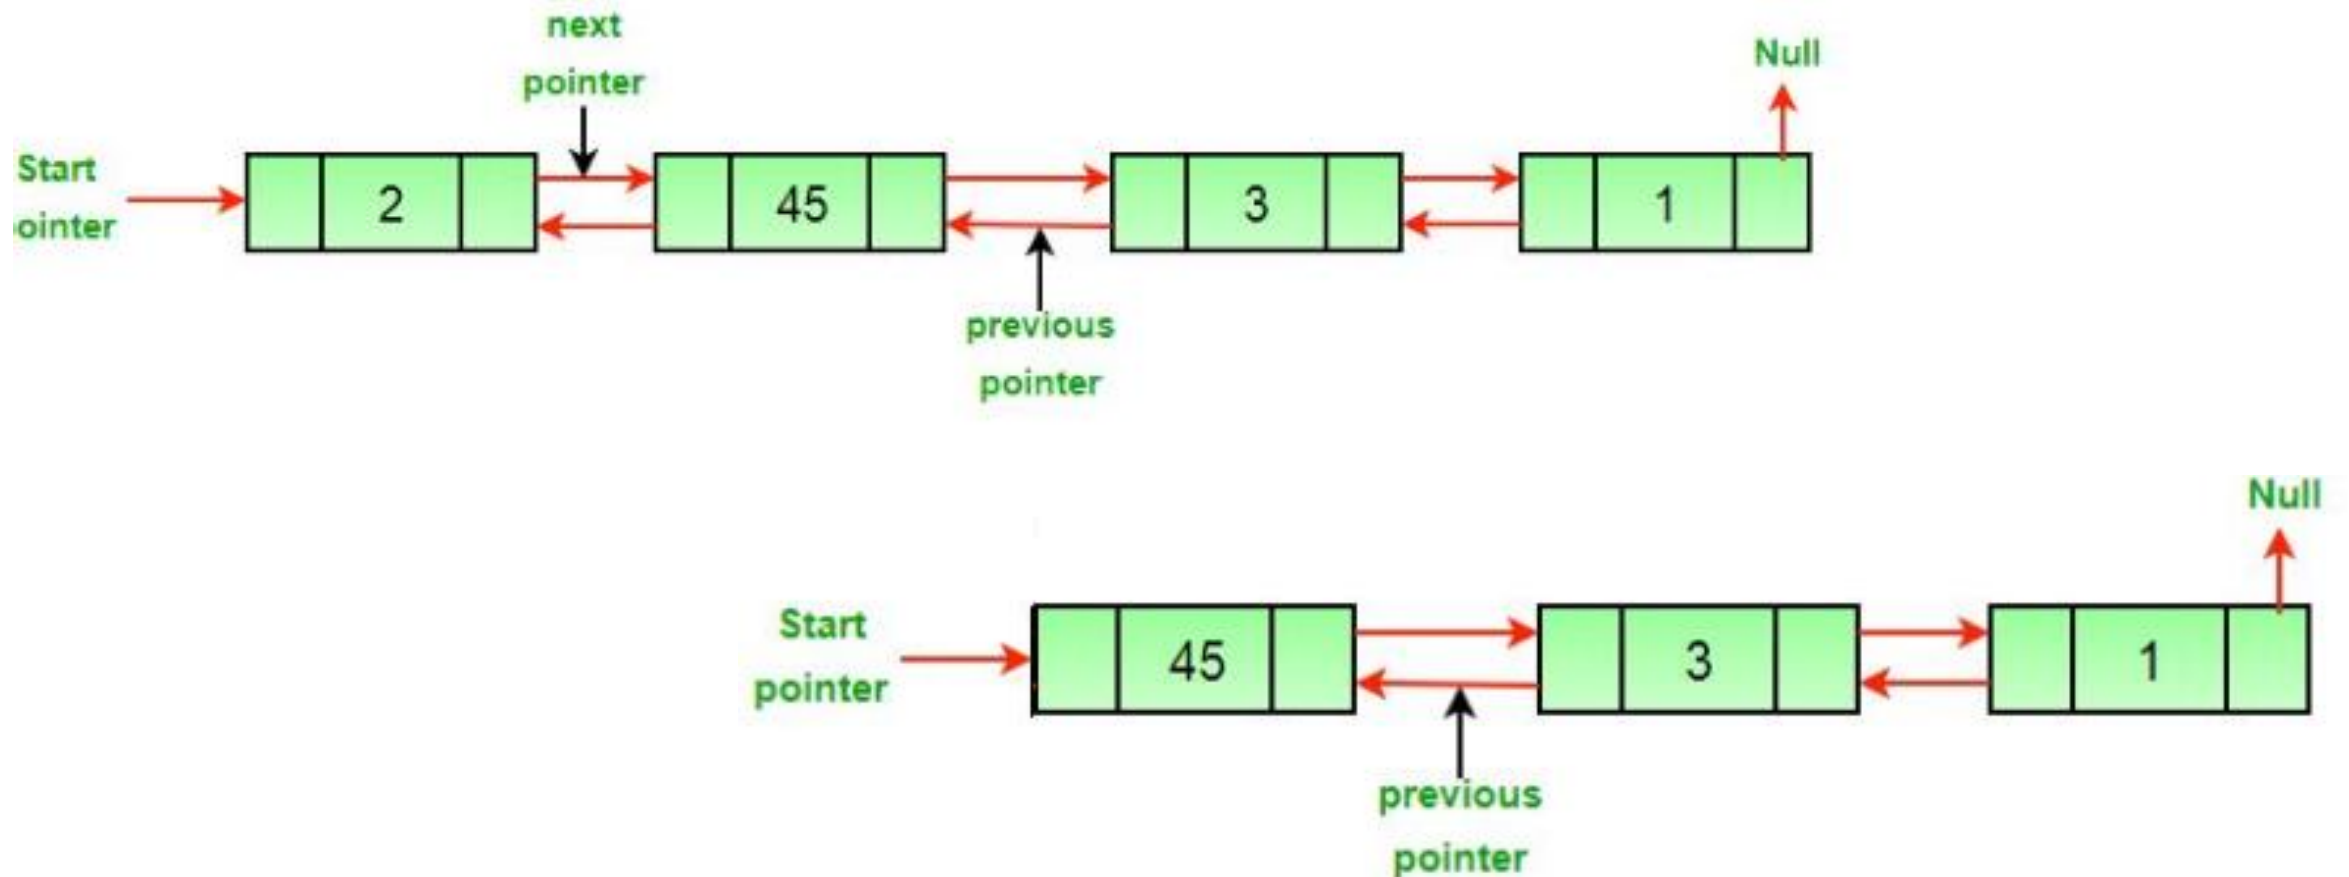 next
pointer
Null
Start
ointer
2
45
3
1
previous
pointer
Null
Start
pointer
45
3
1
previous
pointer